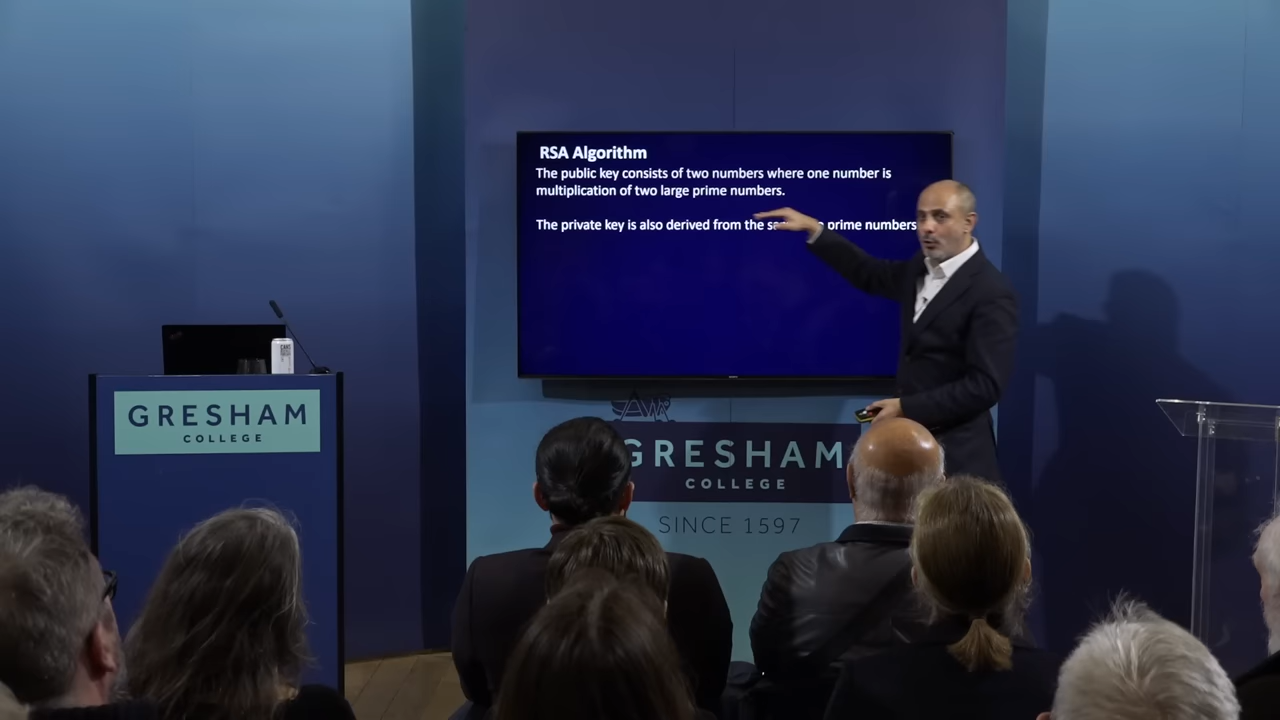 RSA Algorithm
The public key consists of two numbers where one number is
multiplication of two large prime numbers.
The private key is also derived from the prime numbers
GRESHAM
COLLEGE
GRESHAM
COLLEGE
SINCE 1597